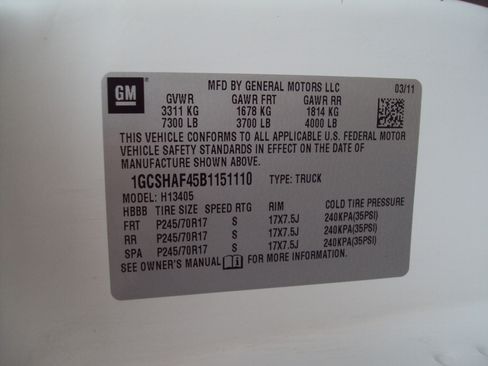 GM
MFD BY GENERAL MOTORS LLC
03/11
GVWR GAWR FRT GAWR RR
3311 KG 1678 KG 1814 KG
7300 LB 3700 LB 4000 LB
THIS VEHICLE CONFORMS TO ALL APPLICABLE U.S. FEDERAL MOTOR
VEHICLE SAFETY STANDARDS IN EFFECT ON THE DATE OF
MANUFACTURE SHOWN ABOVE.
1GCSHAF45B1151110 TYPE: TRUCK
MODEL: H13405
HBBB TIRE SIZE SPEED RTG RIM COLD TIRE PRESSURE
FRT P245/70R17 S 17X7.5J 240KPA(35PSI)
RR P245/70R17 S 17X7.5J 240KPA(35PSI)
SPA P245/70R17 S 17X7.5J 240KPA(35PSI)
SEE OWNER'S MANUAL FOR MORE INFORMATION.